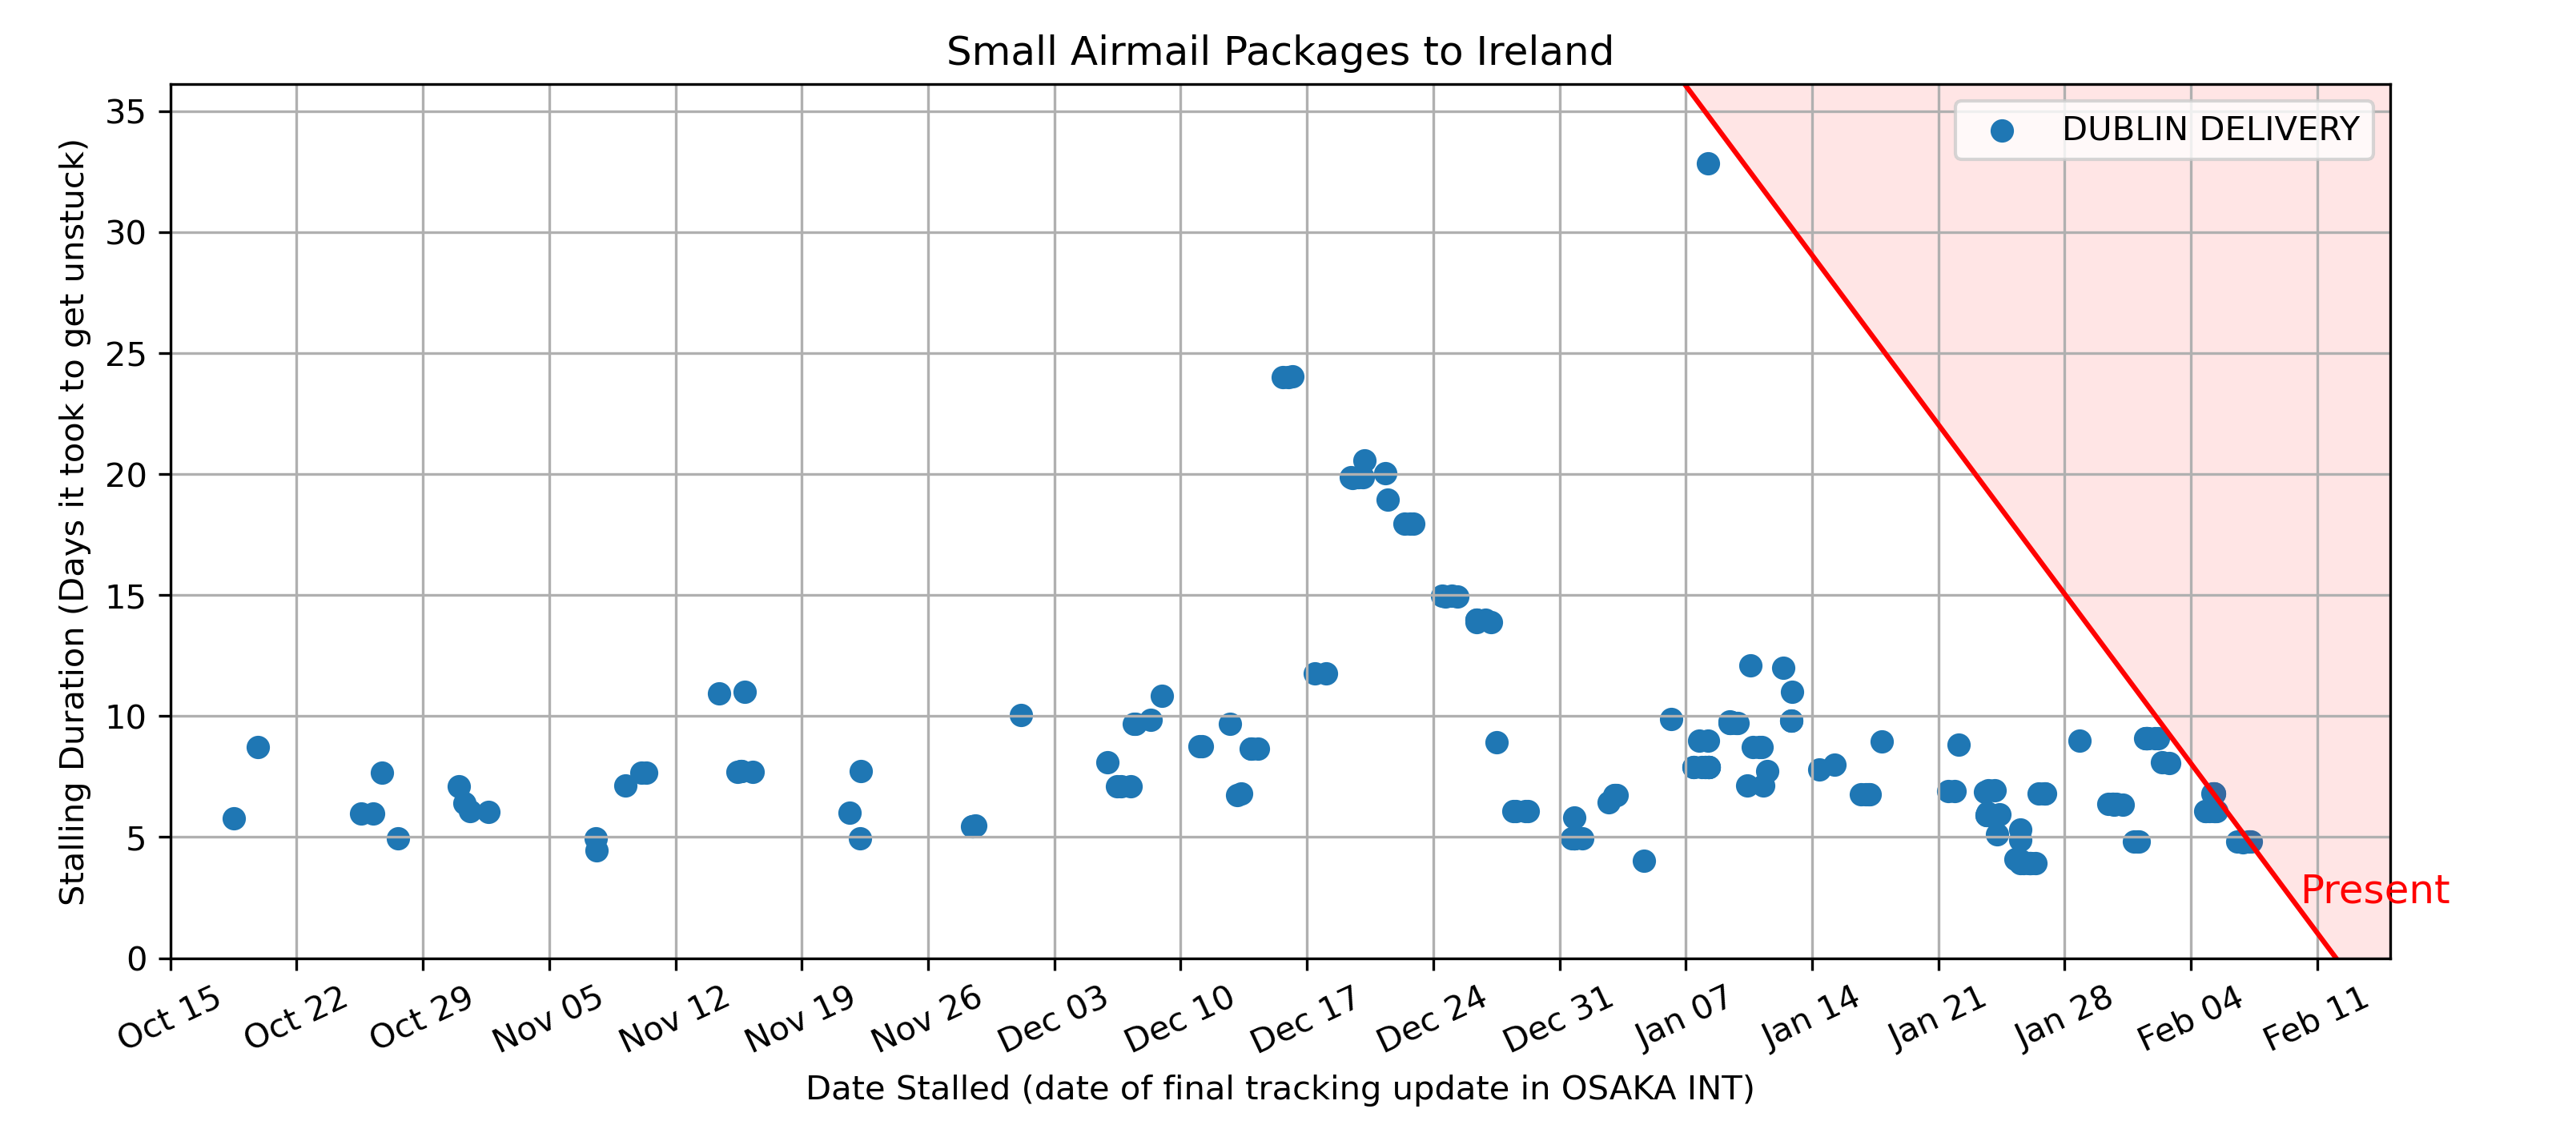 Small Airmail Packages to Ireland
DUBLIN DELIVERY
Stalling Duration (Days it took to get unstuck)
35
30
25
20
15
10
5
0
Present
Oct 15
Oct 22
Oct 29
Nov 05
Nov 12
Nov 19
Nov 26
Dec 03
Dec 10
Dec 17
Dec 24
Dec 31
Jan 07
Jan 14
Jan 21
Jan 28
Feb 04
Feb 11
Date Stalled (date of final tracking update in OSAKA INT)